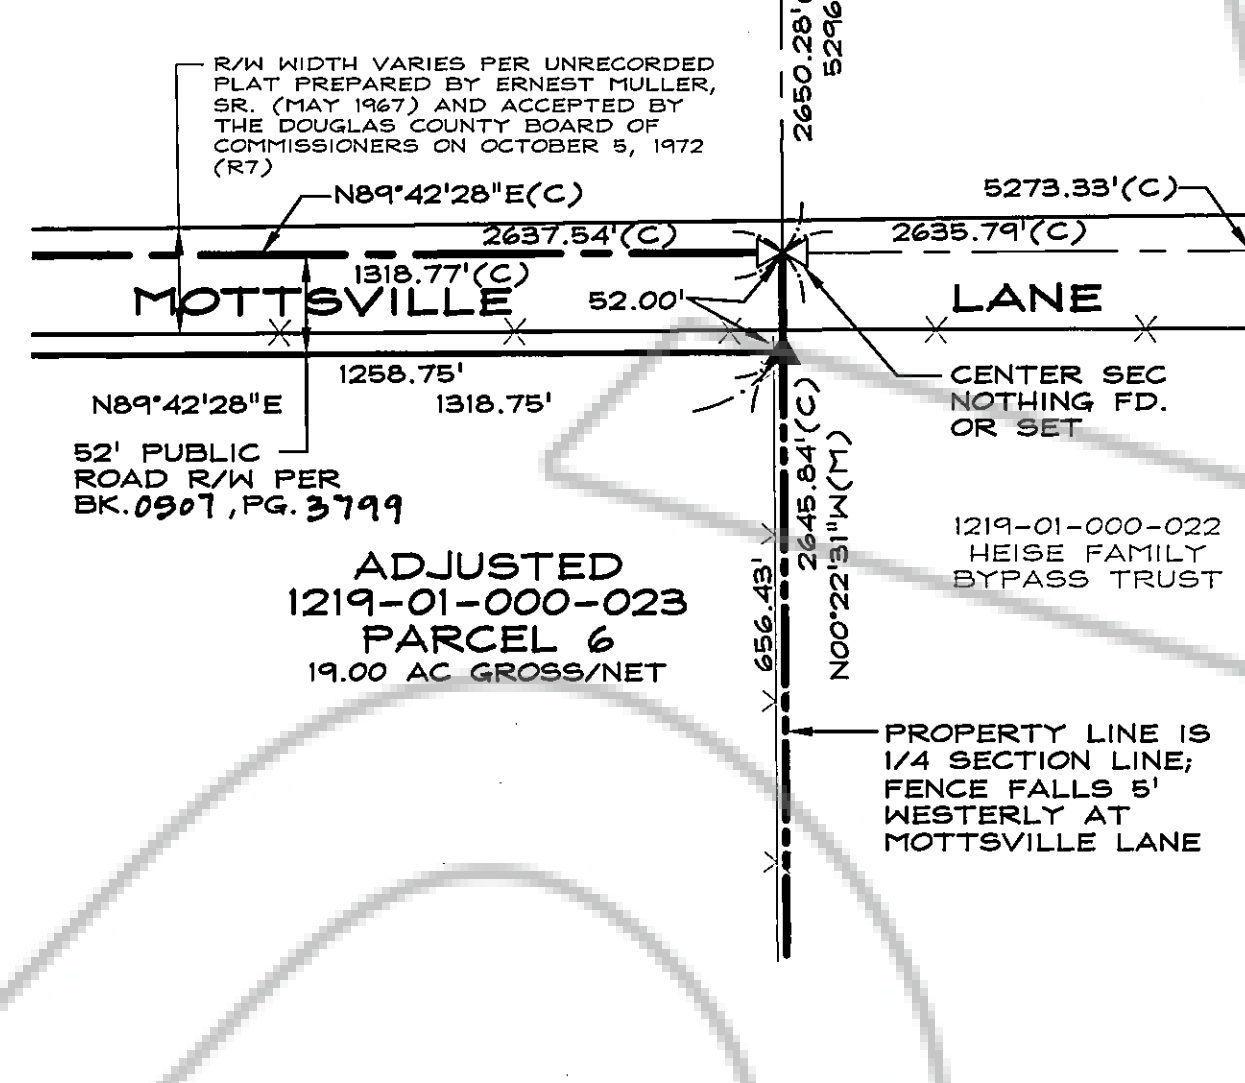 2650.28'
5296
R/W WIDTH VARIES PER UNRECORDED
PLAT PREPARED BY ERNEST MULLER,
SR. (MAY 1967) AND ACCEPTED BY
THE DOUGLAS COUNTY BOARD OF
COMMISSIONERS ON OCTOBER 5, 1972
(R7)
N89°42'28"E(C)
5273.33'(C)
2637.54'(C)
2635.79'(C)
1318.77'(C)
MOTTSVILLE
LANE
52.00'
1258.75'
N89°42'28"E
1318.75'
CENTER SEC
NOTHING FD.
OR SET
52' PUBLIC
ROAD R/W PER
BK.0907, PG. 3799
2645.84'(C)
N00°22'31"W(M)
656.43'
1219-01-000-022
HEISE FAMILY
BYPASS TRUST
ADJUSTED
1219-01-000-023
PARCEL 6
19.00 AC GROSS/NET
PROPERTY LINE IS
1/4 SECTION LINE;
FENCE FALLS 5'
WESTERLY AT
MOTTSVILLE LANE